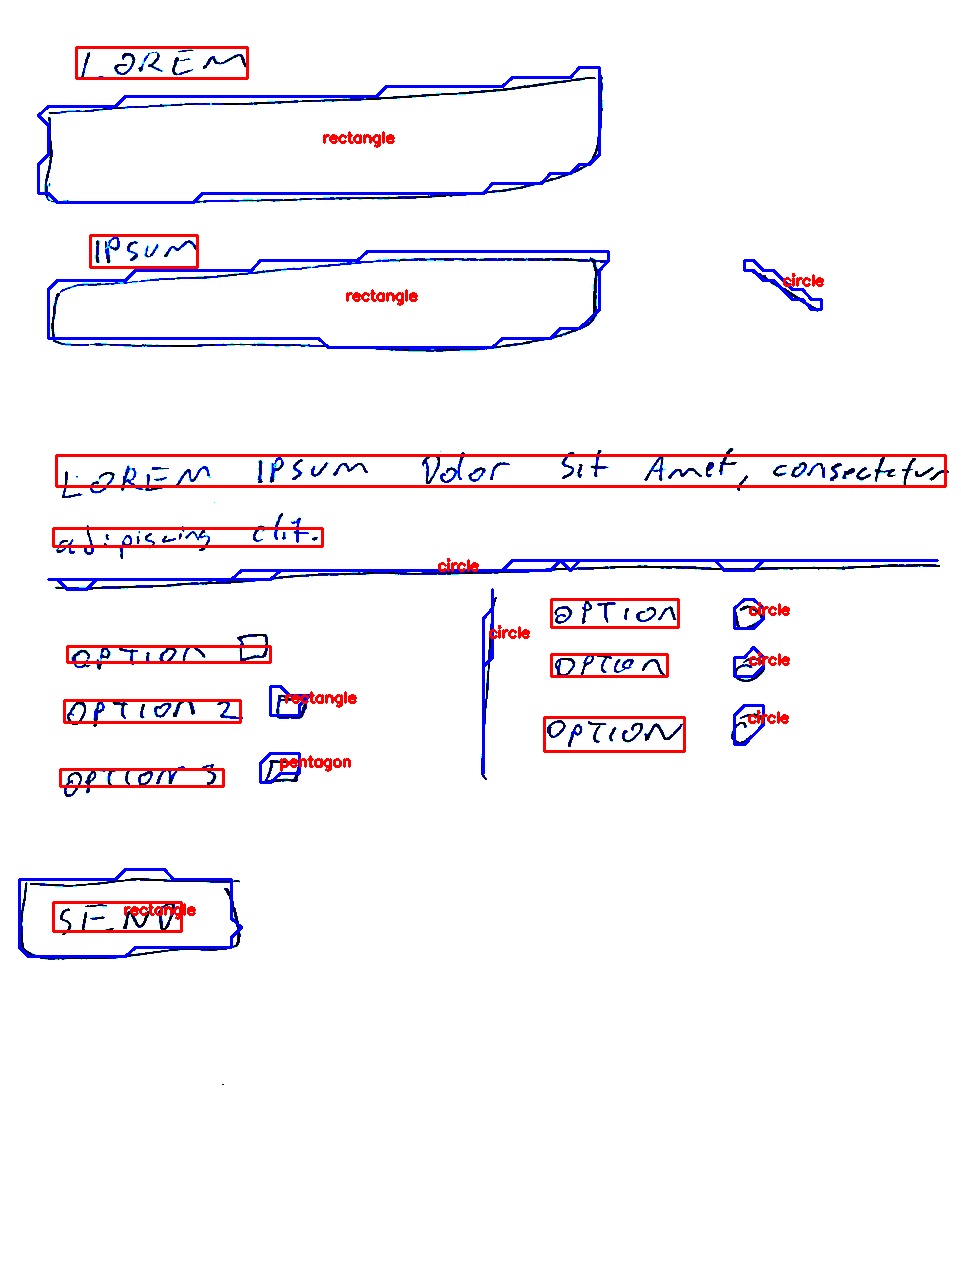 LOREM
rectangle
IPSUM
rectangle
circle
LOREM IPSUM Dolor Sit Amet, consectetur
adipiscing elit.
circle
OPTION circle
circle
OPTION
OPTION circle
OPTION 2 rectangle
OPTION circle
OPTION 3 pentagon
SEND
rectangle